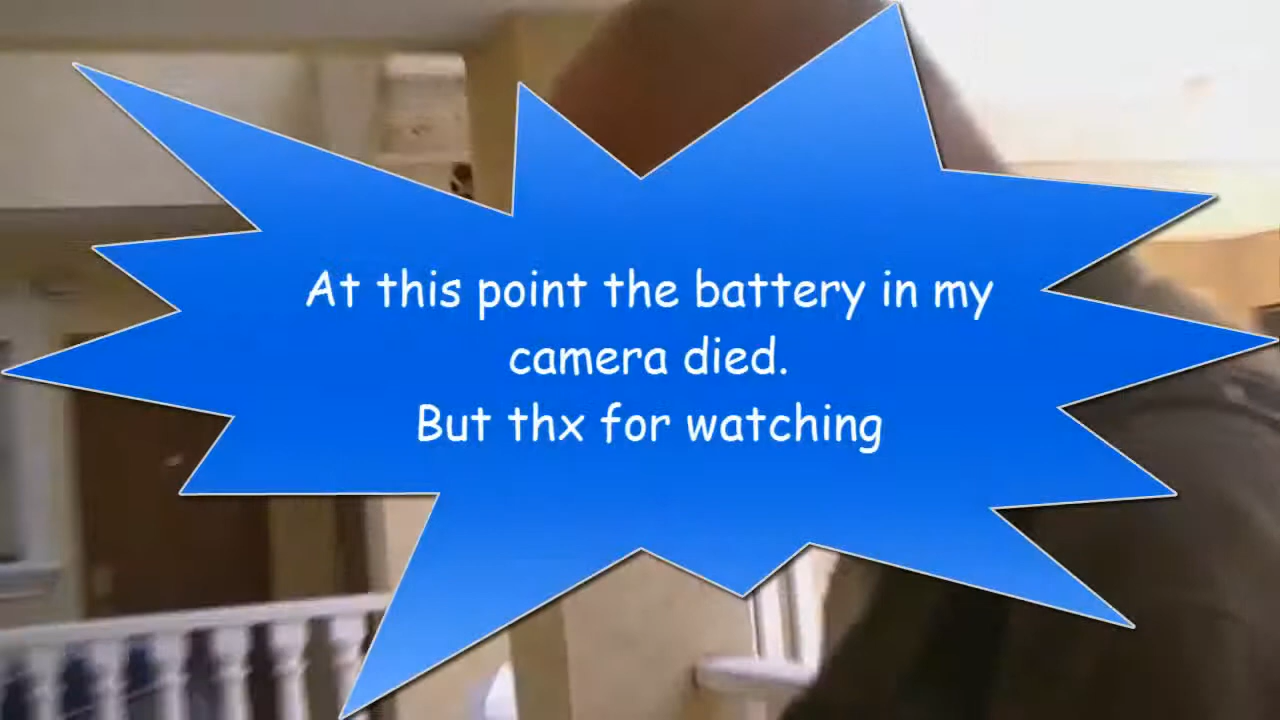 At this point the battery in my
camera died.
But thx for watching